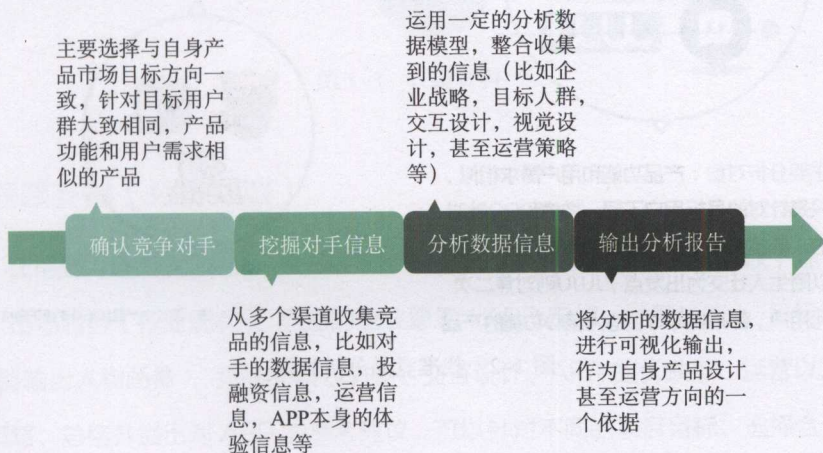 主要选择与自身产
品市场目标方向一
致，针对目标用户
群大致相同，产品
功能和用户需求相
似的产品
运用一定的分析数
据模型，整合收集
到的信息（比如企
业战略，目标人群，
交互设计，视觉设
计，甚至运营策略
等）
确认竞争对手
挖掘对手信息
分析数据信息
输出分析报告
从多个渠道收集竞
品的信息，比如对
手的数据信息，投
融资信息，运营信
息，APP本身的体
验信息等
将分析的数据信息，
进行可视化输出，
作为自身产品设计
甚至运营方向的一
个依据